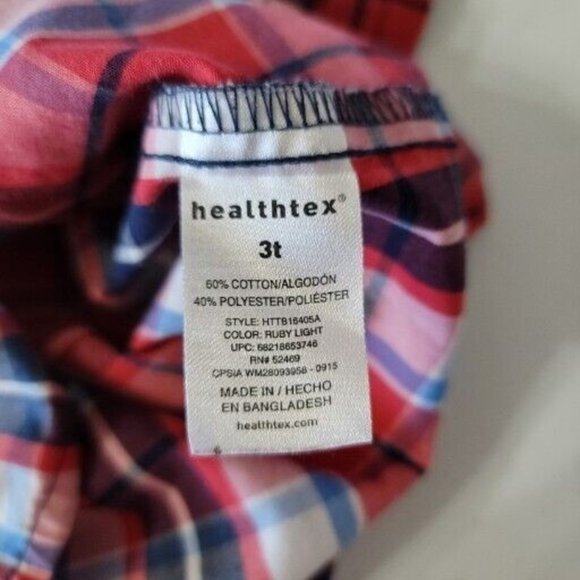 healthtex®
3t
60% COTTON/ALGODÓN
40% POLYESTER/POLIÉSTER
STYLE: HTTB16405A
COLOR: RUBY LIGHT
UPC: 68218653746
RN# 52469
CPSIA WM28093958 - 0915
MADE IN / HECHO
EN BANGLADESH
healthtex.com